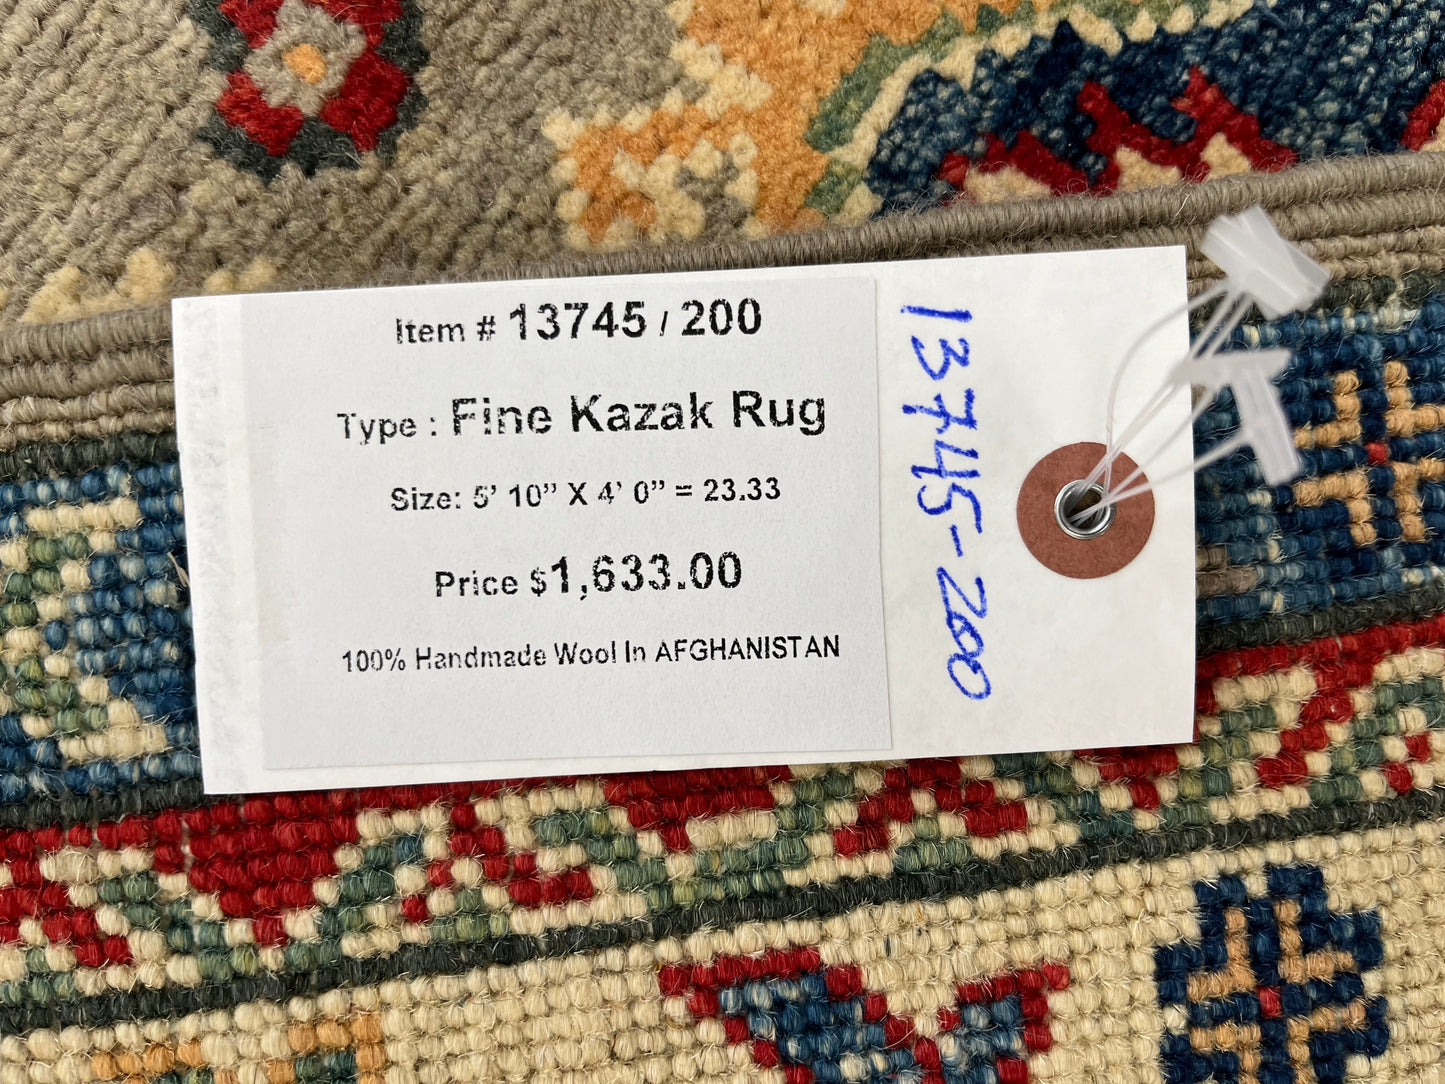 Item # 13745 / 200
Type : Fine Kazak Rug
Size: 5’ 10” X 4’ 0” = 23.33
Price $1,633.00
100% Handmade Wool In AFGHANISTAN
13745-200